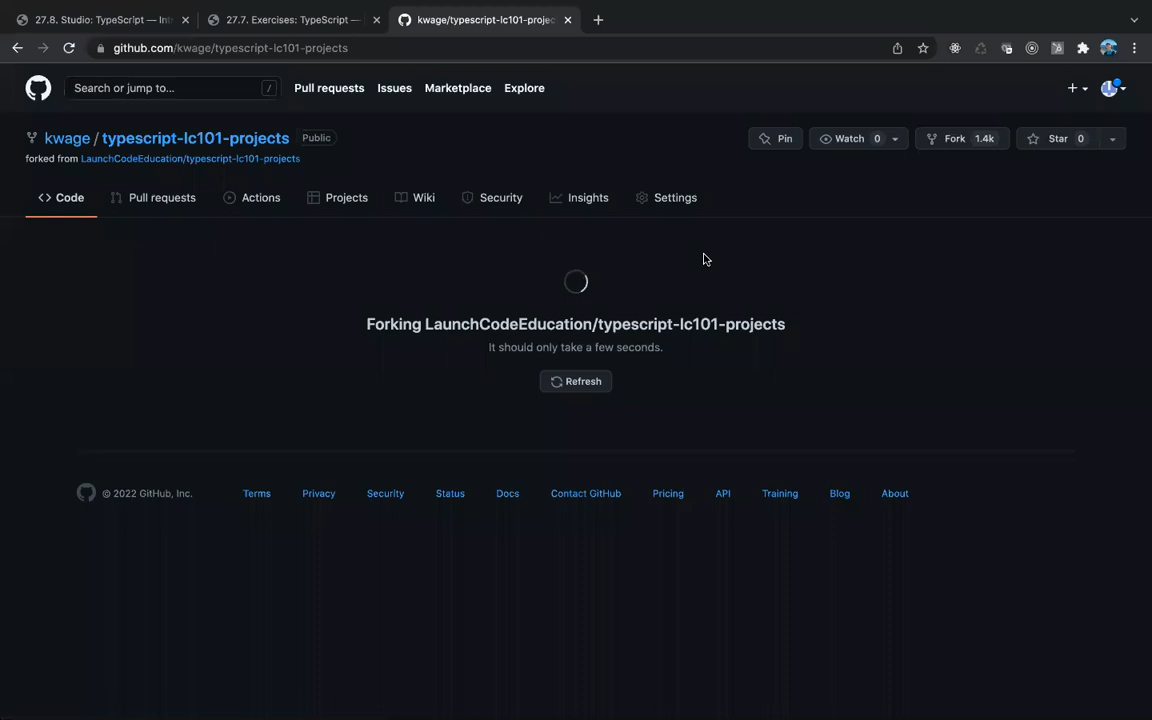 27.8. Studio: TypeScript — Int
27.7. Exercises: TypeScript —
kwage/typescript-lc101-projec
github.com/kwage/typescript-lc101-projects
Search or jump to... /
Pull requests
Issues
Marketplace
Explore
kwage / typescript-lc101-projects Public
forked from LaunchCodeEducation/typescript-lc101-projects
Pin
Watch 0
Fork 1.4k
Star 0
Code
Pull requests
Actions
Projects
Wiki
Security
Insights
Settings
Forking LaunchCodeEducation/typescript-lc101-projects
It should only take a few seconds.
Refresh
© 2022 GitHub, Inc.
Terms
Privacy
Security
Status
Docs
Contact GitHub
Pricing
API
Training
Blog
About